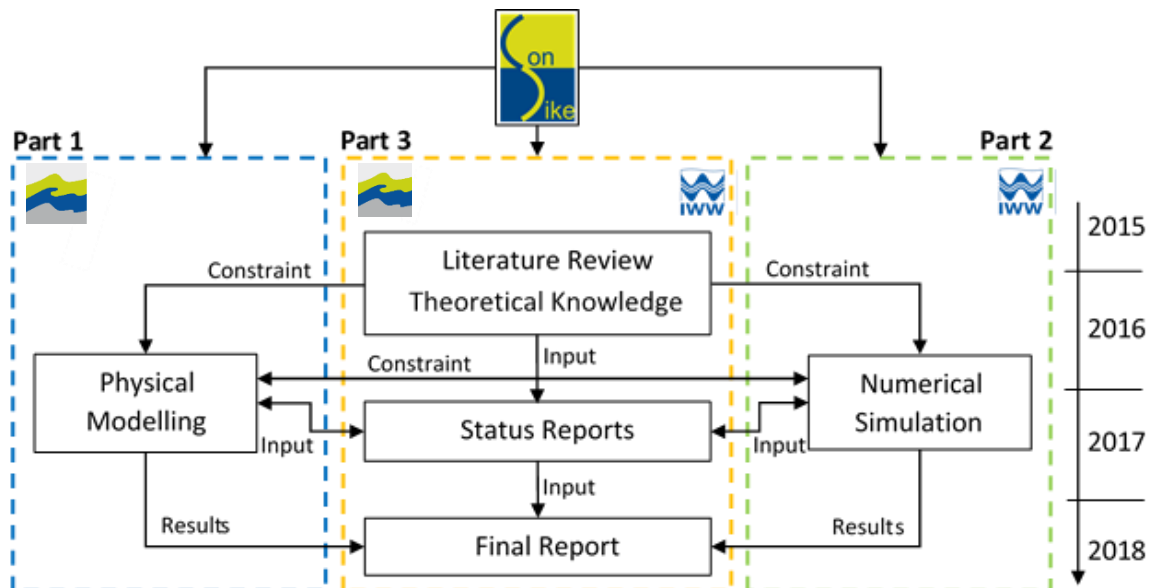 on
ike
Part 1
Part 3
Part 2
IWW
IWW
2015
Literature Review
Theoretical Knowledge
Constraint
Constraint
2016
Input
Constraint
Physical
Modelling
Numerical
Simulation
Status Reports
Input
Input
2017
Input
Results
Results
Final Report
2018